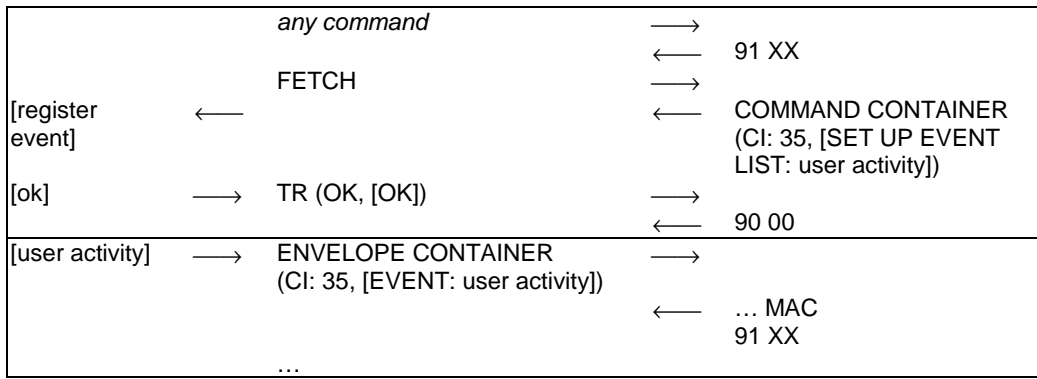 any command ⟶
⟵ 91 XX
FETCH ⟶
[register ⟵ ⟵ COMMAND CONTAINER
event] (CI: 35, [SET UP EVENT
LIST: user activity])
[ok] ⟶ TR (OK, [OK]) ⟶
⟵ 90 00
[user activity] ⟶ ENVELOPE CONTAINER ⟶
(CI: 35, [EVENT: user activity])
⟵ … MAC
91 XX
…